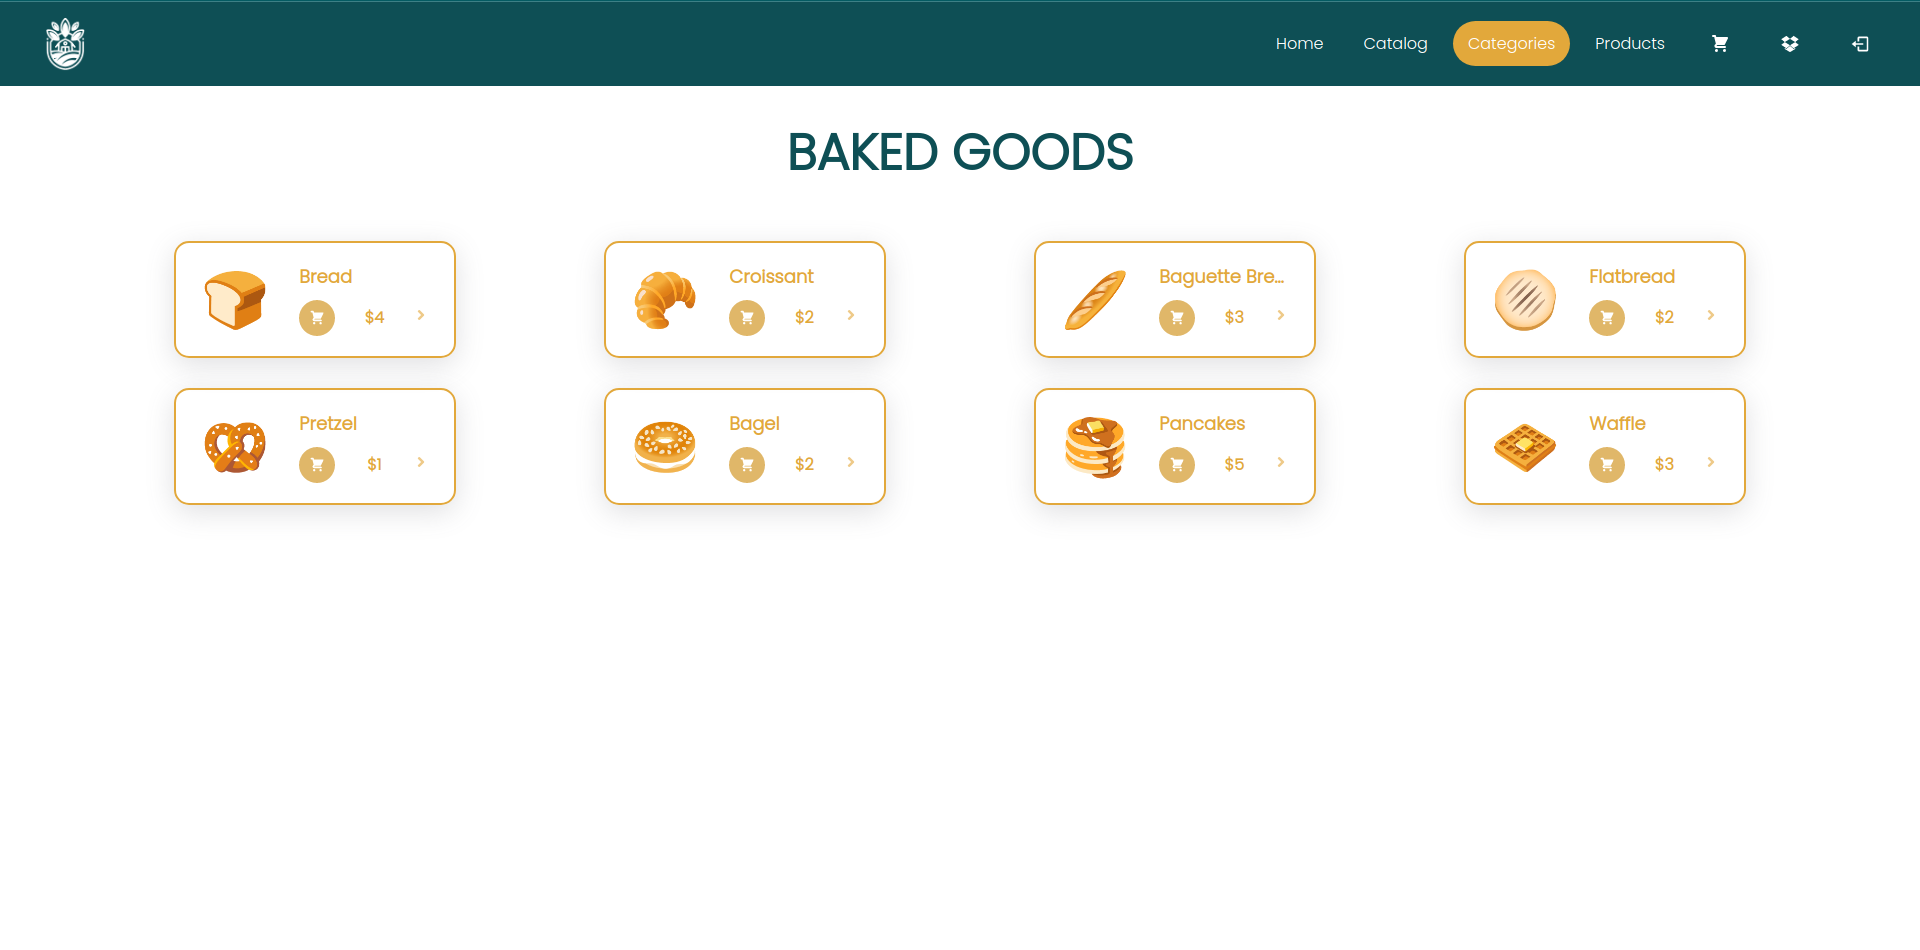 Home Catalog Categories Products
BAKED GOODS
Bread
$4
Croissant
$2
Baguette Bre...
$3
Flatbread
$2
Pretzel
$1
Bagel
$2
Pancakes
$5
Waffle
$3